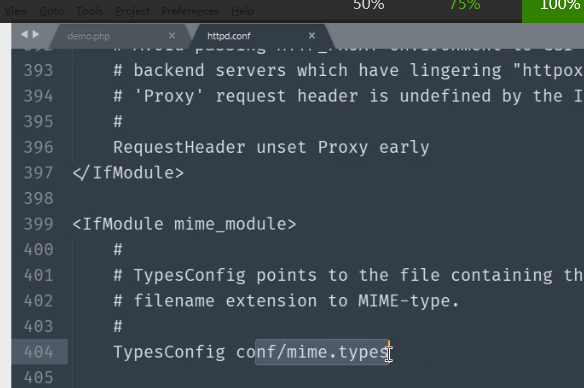 View Goto Tools Project Preferences Help
50% 75% 100%
demo.php × httpd.conf ×
393 # backend servers which have lingering "httpox
394 # 'Proxy' request header is undefined by the I
395 #
396 RequestHeader unset Proxy early
397 </IfModule>
398
399 <IfModule mime_module>
400 #
401 # TypesConfig points to the file containing th
402 # filename extension to MIME-type.
403 #
404 TypesConfig conf/mime.types
405